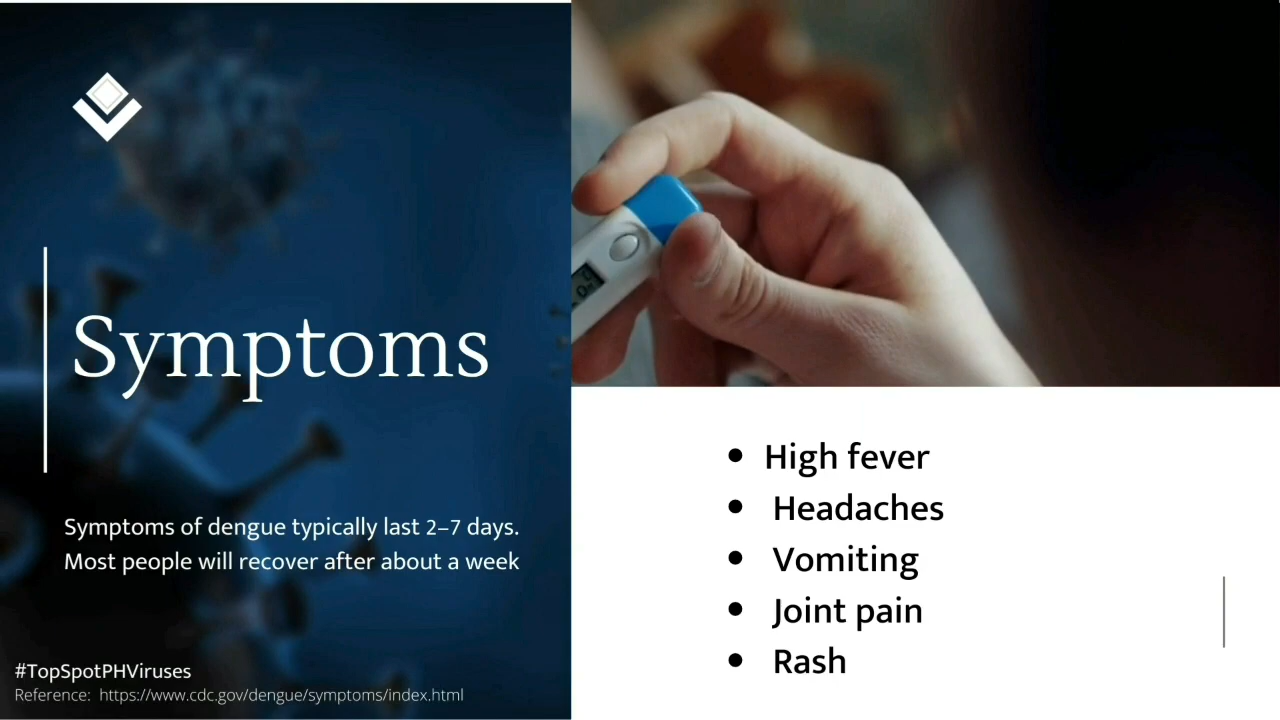 Symptoms
Symptoms of dengue typically last 2–7 days.
Most people will recover after about a week
#TopSpotPHViruses
Reference: https://www.cdc.gov/dengue/symptoms/index.html
• High fever
• Headaches
• Vomiting
• Joint pain
• Rash